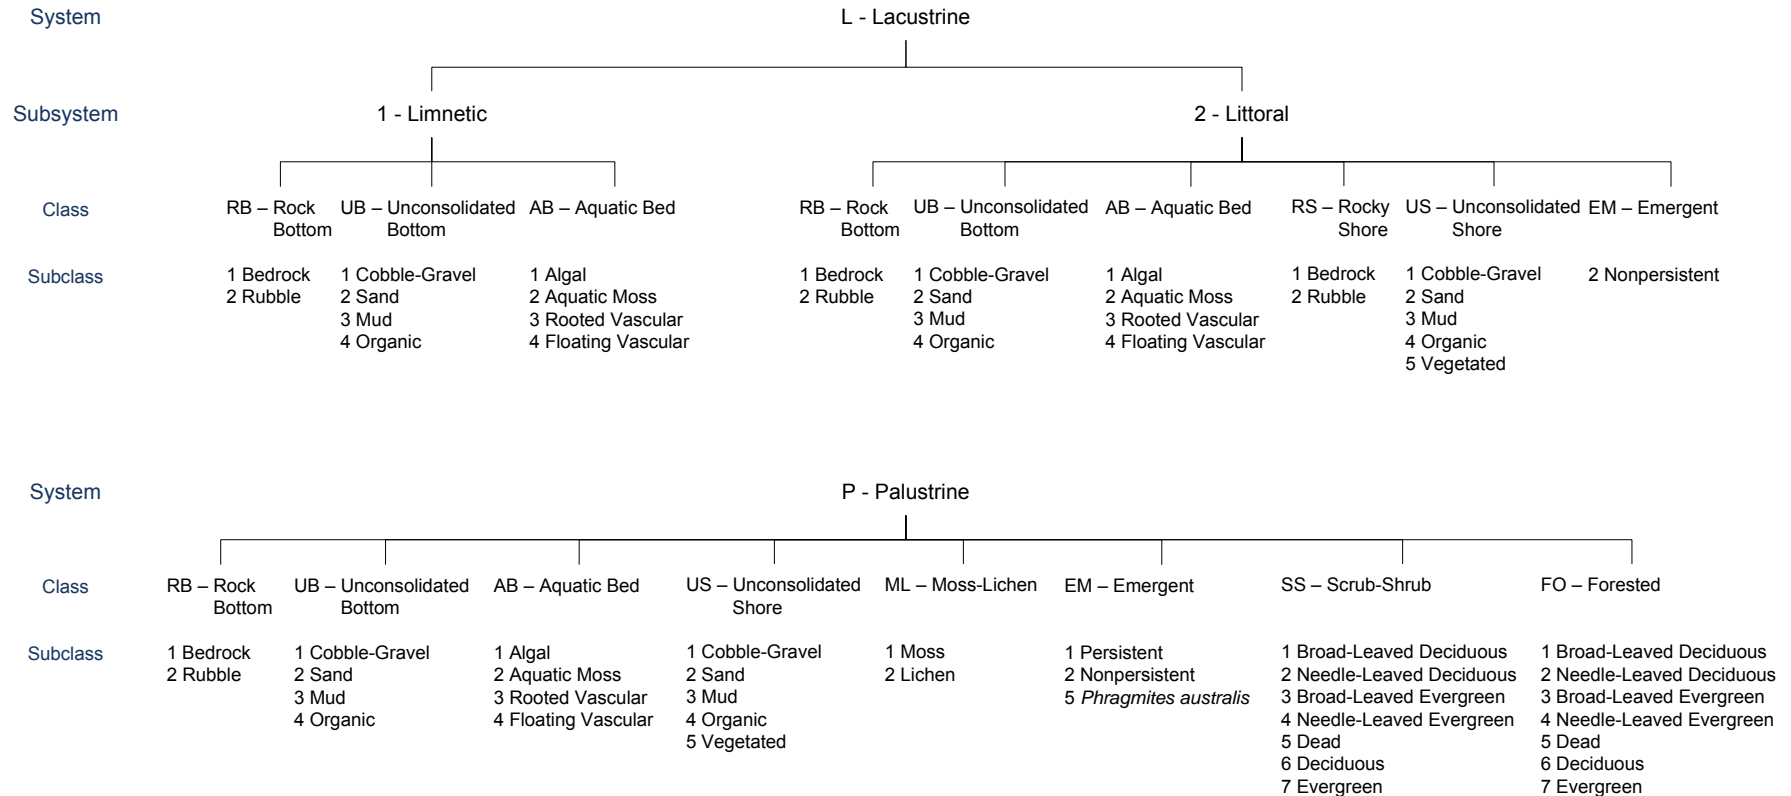 System
L - Lacustrine
Subsystem
1 - Limnetic
2 - Littoral
Class
RB – Rock
Bottom
UB – Unconsolidated
Bottom
AB – Aquatic Bed
RB – Rock
Bottom
UB – Unconsolidated
Bottom
AB – Aquatic Bed
RS – Rocky
Shore
US – Unconsolidated
Shore
EM – Emergent
Subclass
1 Bedrock
2 Rubble
1 Cobble-Gravel
2 Sand
3 Mud
4 Organic
1 Algal
2 Aquatic Moss
3 Rooted Vascular
4 Floating Vascular
1 Bedrock
2 Rubble
1 Cobble-Gravel
2 Sand
3 Mud
4 Organic
1 Algal
2 Aquatic Moss
3 Rooted Vascular
4 Floating Vascular
1 Bedrock
2 Rubble
1 Cobble-Gravel
2 Sand
3 Mud
4 Organic
5 Vegetated
2 Nonpersistent
System
P - Palustrine
Class
RB – Rock
Bottom
UB – Unconsolidated
Bottom
AB – Aquatic Bed
US – Unconsolidated
Shore
ML – Moss-Lichen
EM – Emergent
SS – Scrub-Shrub
FO – Forested
Subclass
1 Bedrock
2 Rubble
1 Cobble-Gravel
2 Sand
3 Mud
4 Organic
1 Algal
2 Aquatic Moss
3 Rooted Vascular
4 Floating Vascular
1 Cobble-Gravel
2 Sand
3 Mud
4 Organic
5 Vegetated
1 Moss
2 Lichen
1 Persistent
2 Nonpersistent
5 Phragmites australis
1 Broad-Leaved Deciduous
2 Needle-Leaved Deciduous
3 Broad-Leaved Evergreen
4 Needle-Leaved Evergreen
5 Dead
6 Deciduous
7 Evergreen
1 Broad-Leaved Deciduous
2 Needle-Leaved Deciduous
3 Broad-Leaved Evergreen
4 Needle-Leaved Evergreen
5 Dead
6 Deciduous
7 Evergreen